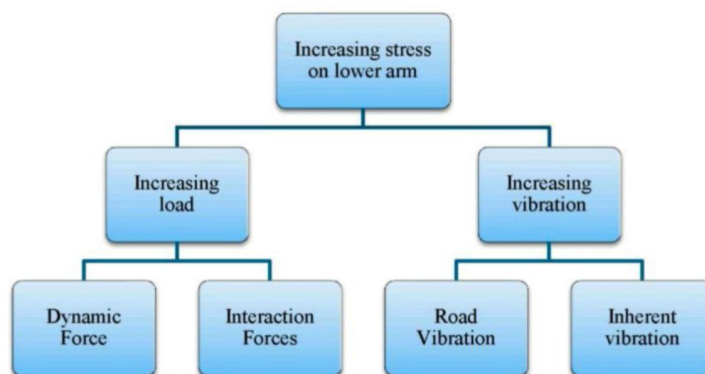 Increasing stress
on lower arm
Increasing
load
Increasing
vibration
Dynamic
Force
Interaction
Forces
Road
Vibration
Inherent
vibration